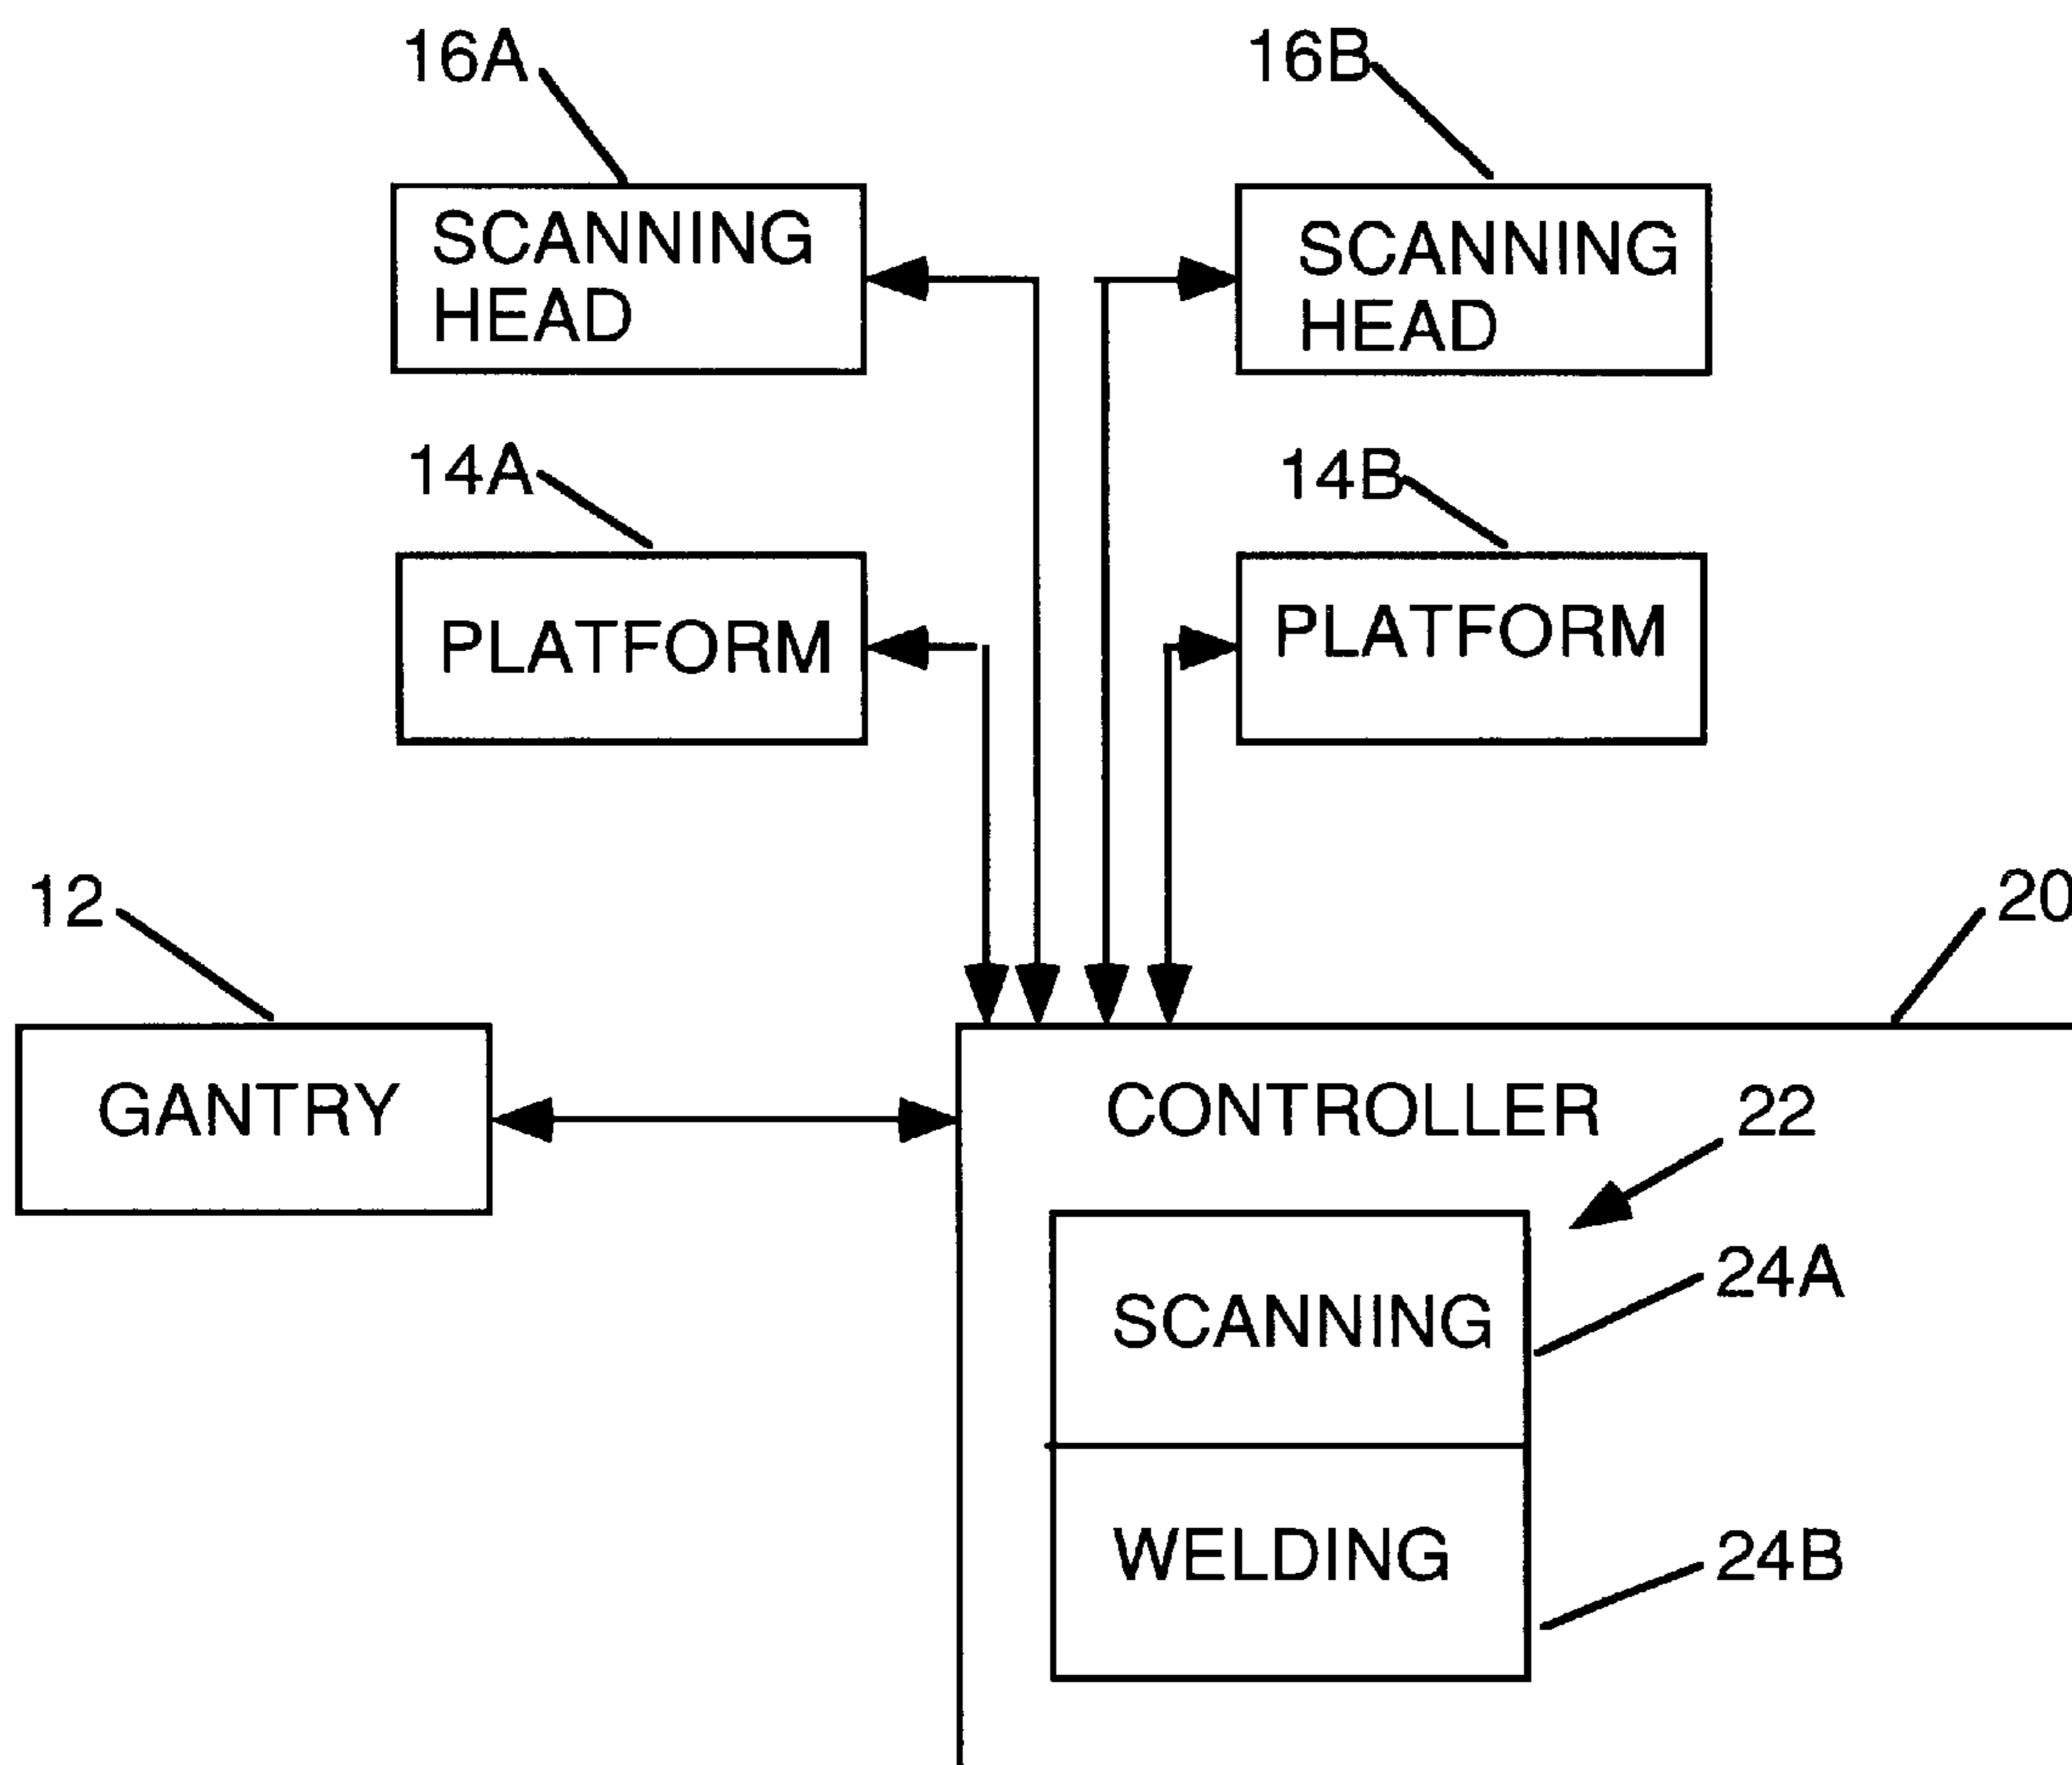 16A
16B
SCANNING
HEAD
SCANNING
HEAD
14A
14B
PLATFORM
PLATFORM
12
20
GANTRY
CONTROLLER
22
24A
SCANNING
WELDING
24B